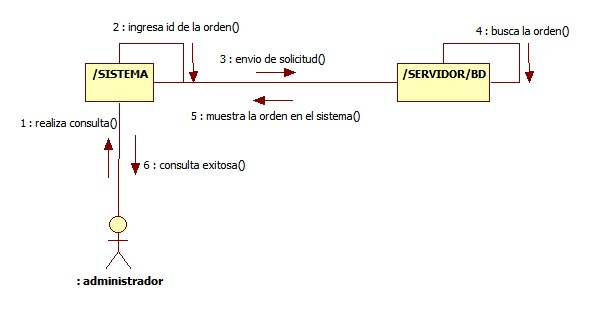 2 : ingresa id de la orden()
4 : busca la orden()
3 : envio de solicitud()
/SISTEMA
/SERVIDOR/BD
5 : muestra la orden en el sistema()
1 : realiza consulta()
6 : consulta exitosa()
: administrador